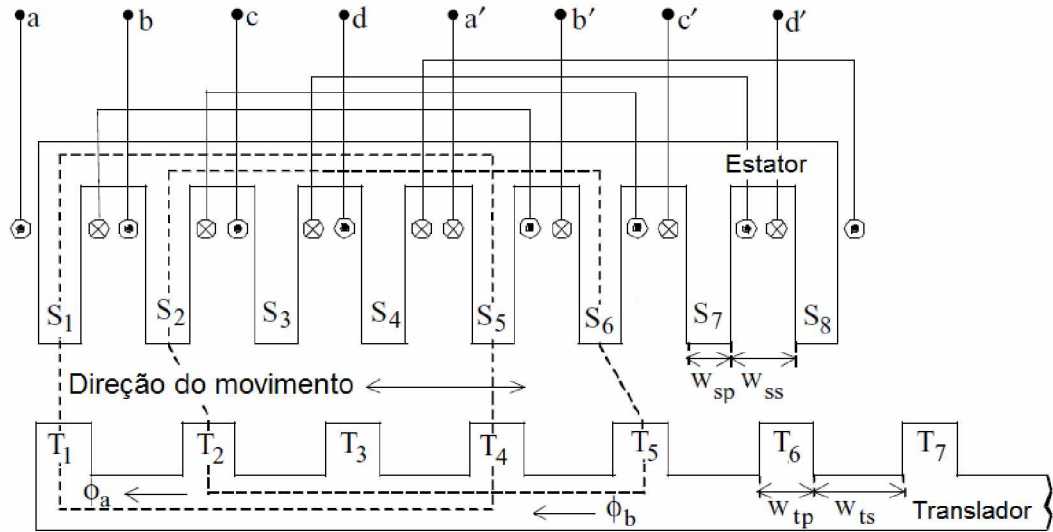 a b c d a′ b′ c′ d′
Estator
S1 S2 S3 S4 S5 S6 S7 S8
Direção do movimento
wsp wss
T1 T2 T3 T4 T5 T6 T7
ϕa ϕb wtp wts
Translador